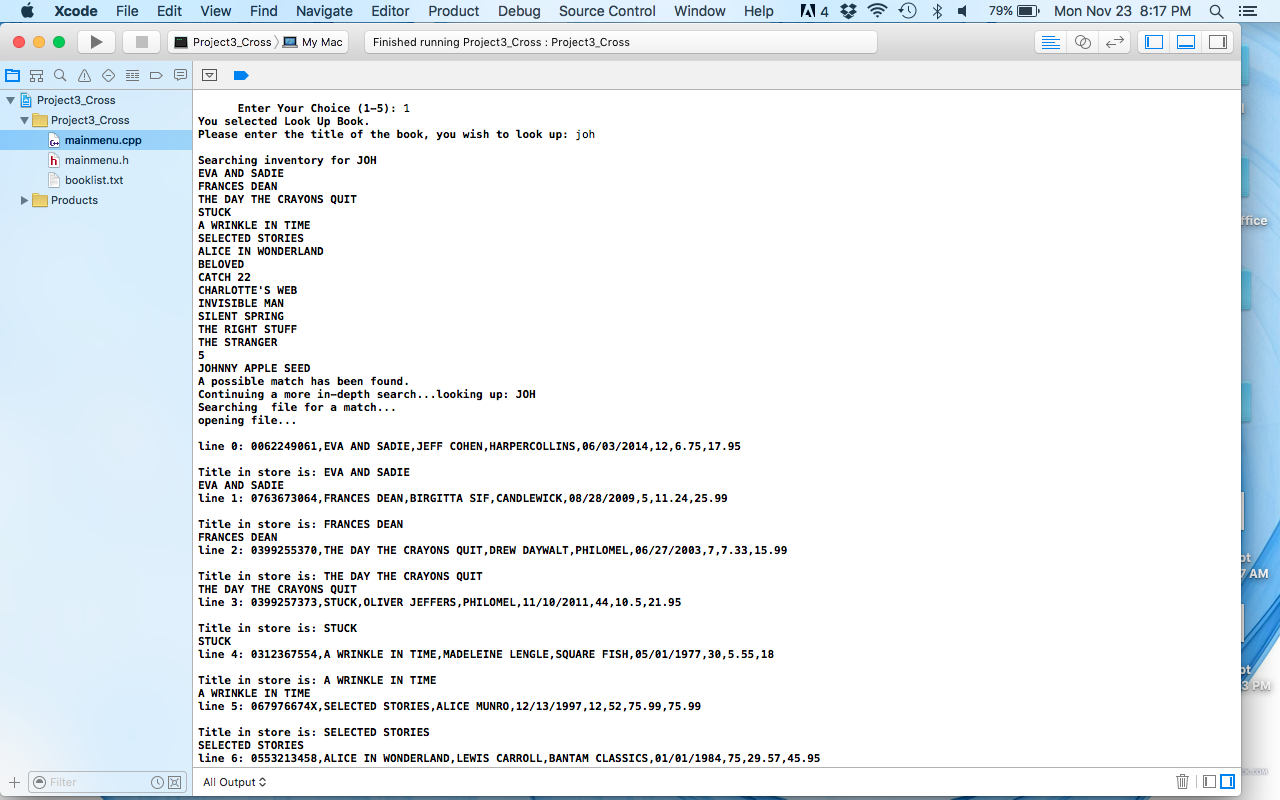 Xcode File Edit View Find Navigate Editor Product Debug Source Control Window Help 4 79% Mon Nov 23 8:17 PM
Project3_Cross My Mac Finished running Project3_Cross : Project3_Cross
Project3_Cross
Project3_Cross
mainmenu.cpp
mainmenu.h
booklist.txt
Products
Enter Your Choice (1-5): 1
You selected Look Up Book.
Please enter the title of the book, you wish to look up: joh
Searching inventory for JOH
EVA AND SADIE
FRANCES DEAN
THE DAY THE CRAYONS QUIT
STUCK
A WRINKLE IN TIME
SELECTED STORIES
ALICE IN WONDERLAND
BELOVED
CATCH 22
CHARLOTTE'S WEB
INVISIBLE MAN
SILENT SPRING
THE RIGHT STUFF
THE STRANGER
5
JOHNNY APPLE SEED
A possible match has been found.
Continuing a more in-depth search...looking up: JOH
Searching  file for a match...
opening file...
line 0: 0062249061,EVA AND SADIE,JEFF COHEN,HARPERCOLLINS,06/03/2014,12,6.75,17.95
Title in store is: EVA AND SADIE
EVA AND SADIE
line 1: 0763673064,FRANCES DEAN,BIRGITTA SIF,CANDLEWICK,08/28/2009,5,11.24,25.99
Title in store is: FRANCES DEAN
FRANCES DEAN
line 2: 0399255370,THE DAY THE CRAYONS QUIT,DREW DAYWALT,PHILOMEL,06/27/2003,7,7.33,15.99
Title in store is: THE DAY THE CRAYONS QUIT
THE DAY THE CRAYONS QUIT
line 3: 0399257373,STUCK,OLIVER JEFFERS,PHILOMEL,11/10/2011,44,10.5,21.95
Title in store is: STUCK
STUCK
line 4: 0312367554,A WRINKLE IN TIME,MADELEINE LENGLE,SQUARE FISH,05/01/1977,30,5.55,18
Title in store is: A WRINKLE IN TIME
A WRINKLE IN TIME
line 5: 067976674X,SELECTED STORIES,ALICE MUNRO,12/13/1997,12,52,75.99,75.99
Title in store is: SELECTED STORIES
SELECTED STORIES
line 6: 0553213458,ALICE IN WONDERLAND,LEWIS CARROLL,BANTAM CLASSICS,01/01/1984,75,29.57,45.95
Filter
All Output
ffice
ot
7 AM
ot
3 PM